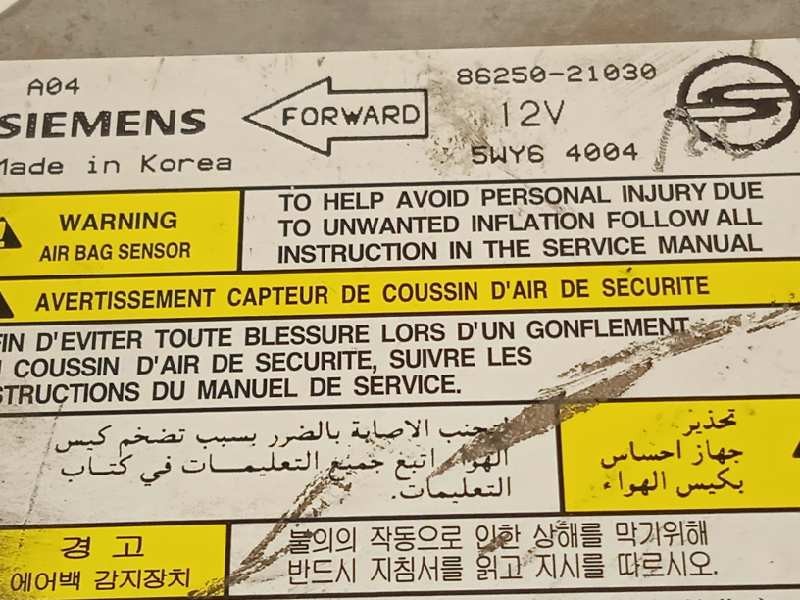 A04
86250-21030
SIEMENS
FORWARD
12V
Made in Korea
5WY6 4004
WARNING
AIR BAG SENSOR
TO HELP AVOID PERSONAL INJURY DUE
TO UNWANTED INFLATION FOLLOW ALL
INSTRUCTION IN THE SERVICE MANUAL
AVERTISSEMENT CAPTEUR DE COUSSIN D'AIR DE SECURITE
FIN D'EVITER TOUTE BLESSURE LORS D'UN GONFLEMENT
COUSSIN D'AIR DE SECURITE, SUIVRE LES
STRUCTIONS DU MANUEL DE SERVICE.
تحذير
جهاز احساس
بكيس الهواء
لتجنب الاصابة بالضرر بسبب تضخم كيس
الهواء اتبع جميع التعليمات في كتاب
التعليمات.
경 고
에어백 감지장치
불의의 작동으로 인한 상해를 막기위해
반드시 지침서를 읽고 지시를 따르시오.